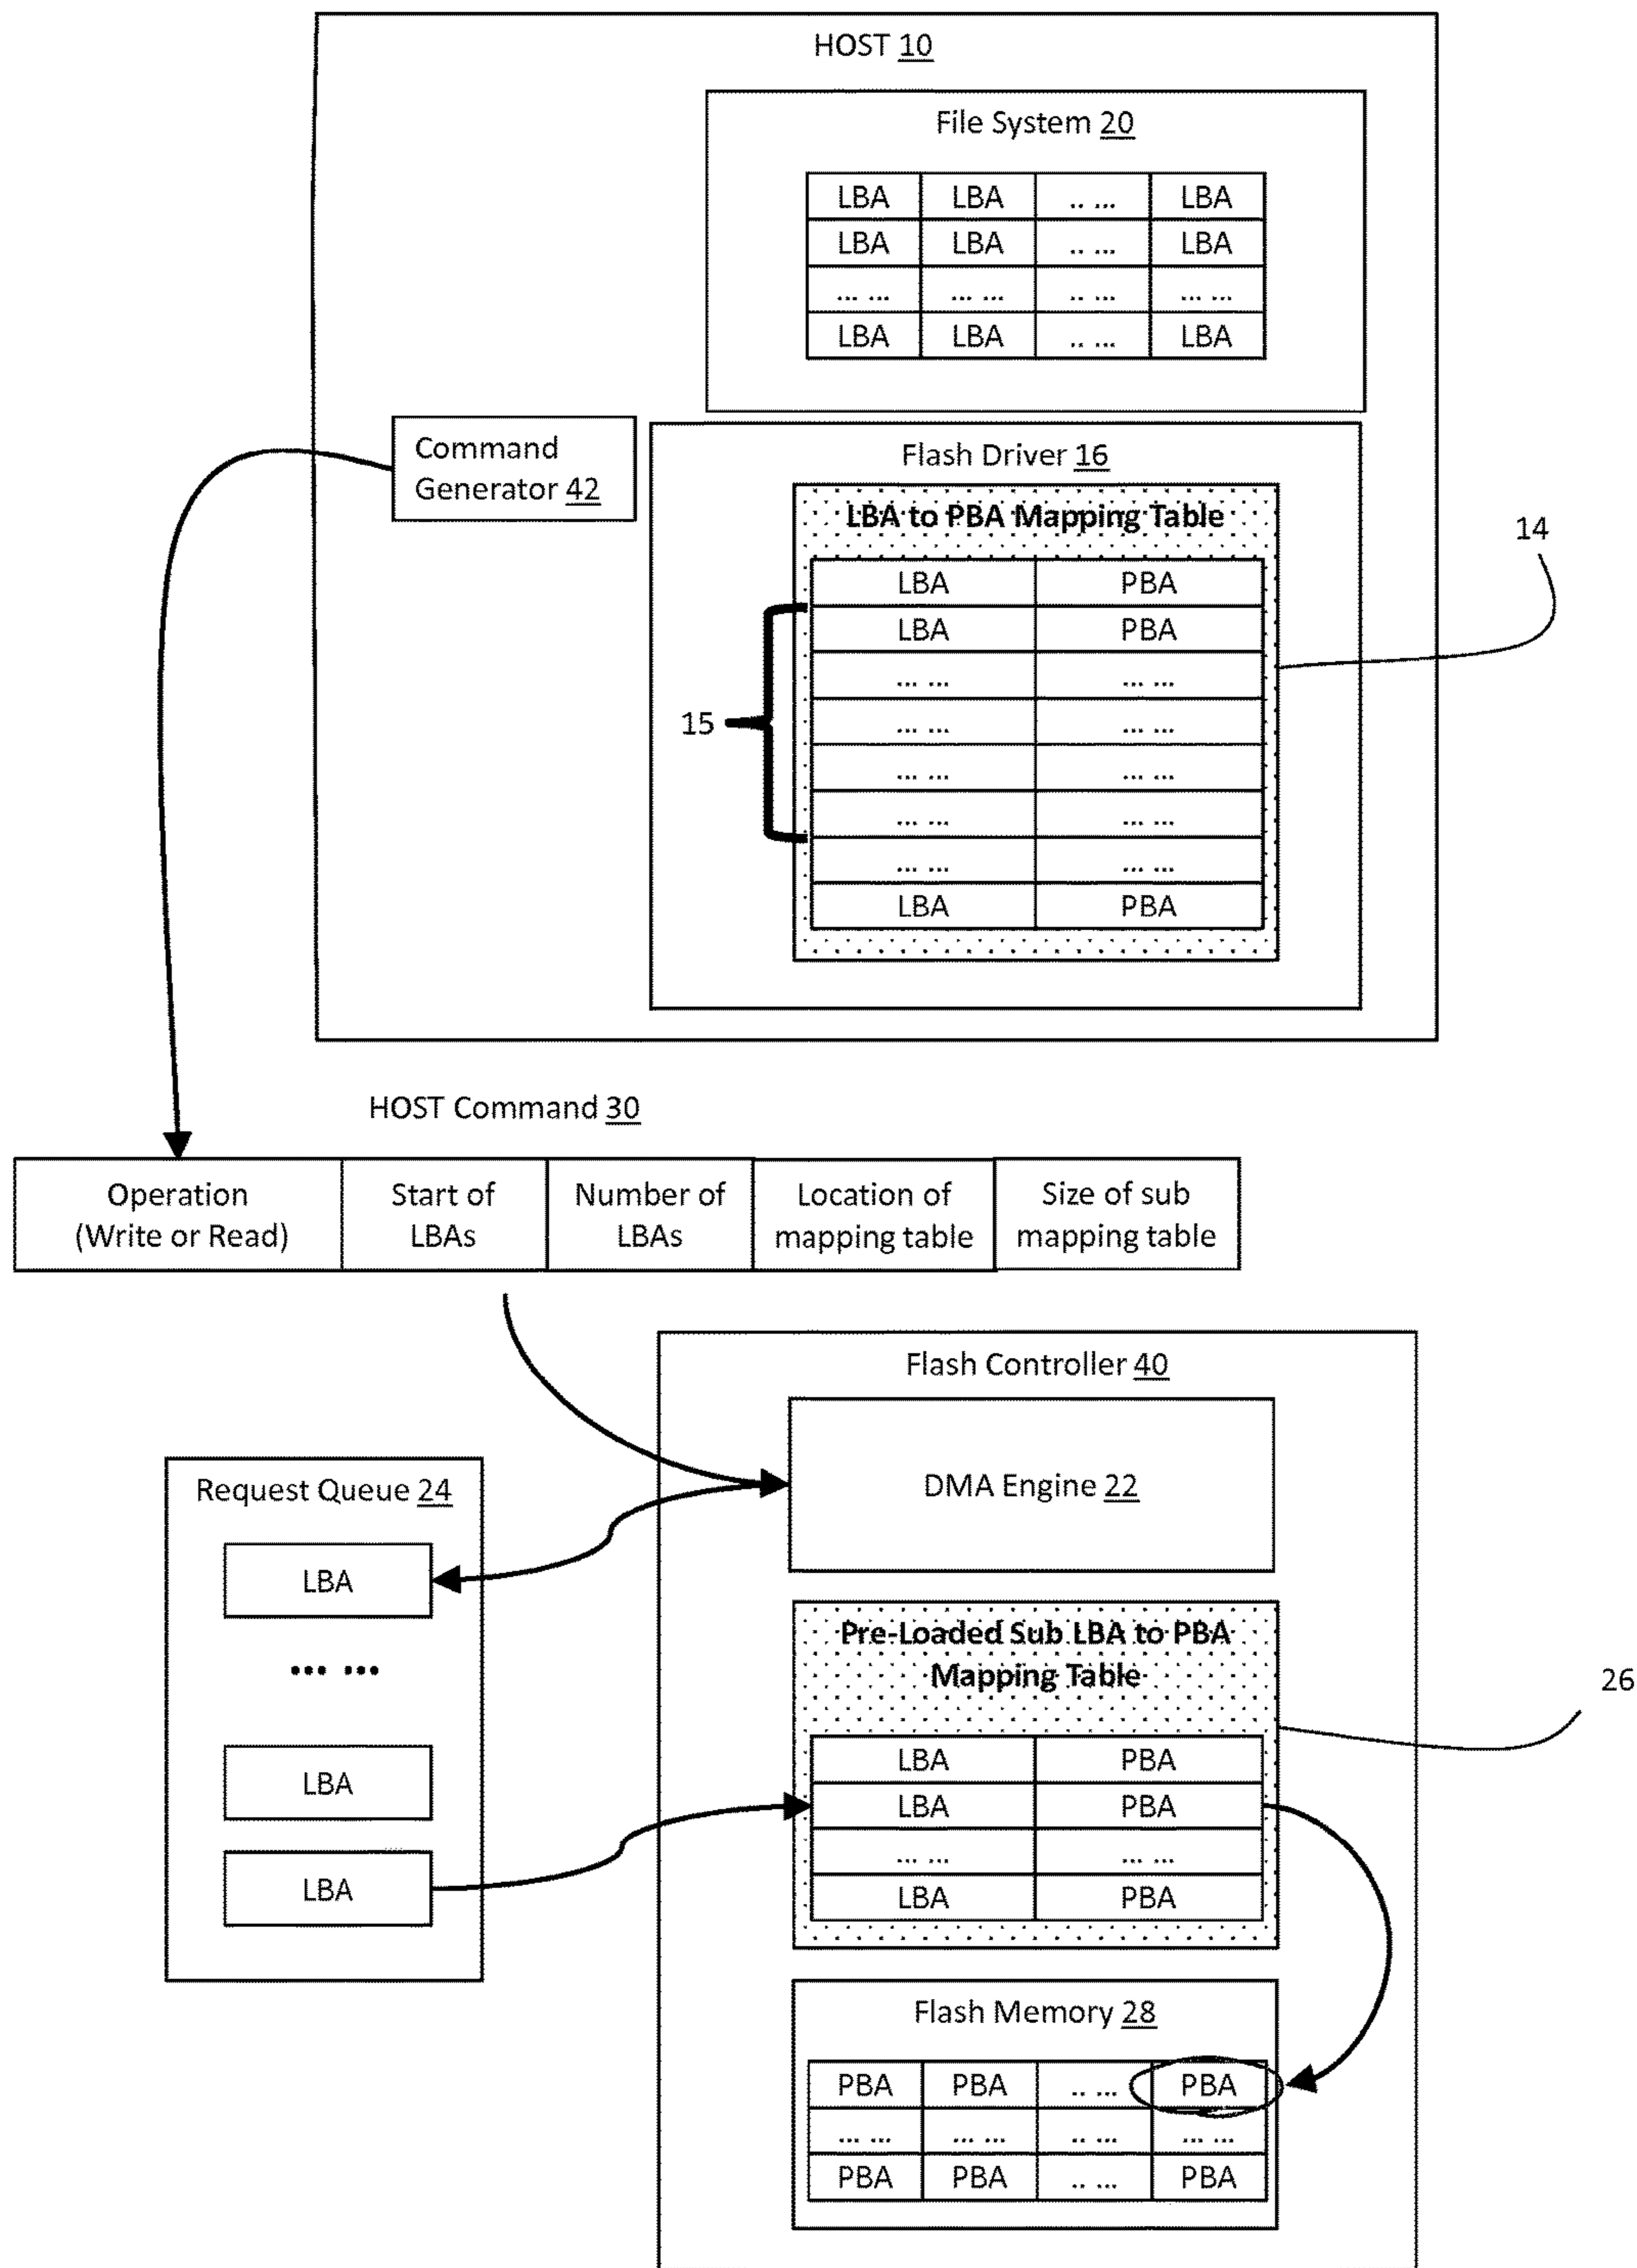 HOST 10
File System 20
LBA LBA .. ... LBA
LBA LBA .. ... LBA
... ... ... ... .. ... ... ...
LBA LBA .. ... LBA
Command
Generator 42
Flash Driver 16
LBA to PBA Mapping Table
14
LBA PBA
LBA PBA
... ... ... ...
15
... ... ... ...
... ... ... ...
... ... ... ...
... ... ... ...
LBA PBA
HOST Command 30
Operation
(Write or Read)
Start of
LBAs
Number of
LBAs
Location of
mapping table
Size of sub
mapping table
Flash Controller 40
DMA Engine 22
Request Queue 24
LBA
... ...
LBA
LBA
Pre-Loaded Sub LBA to PBA
Mapping Table
26
LBA PBA
LBA PBA
... ... ... ...
LBA PBA
Flash Memory 28
PBA PBA .. ... PBA
... ... ... ... .. ... ... ...
PBA PBA .. ... PBA